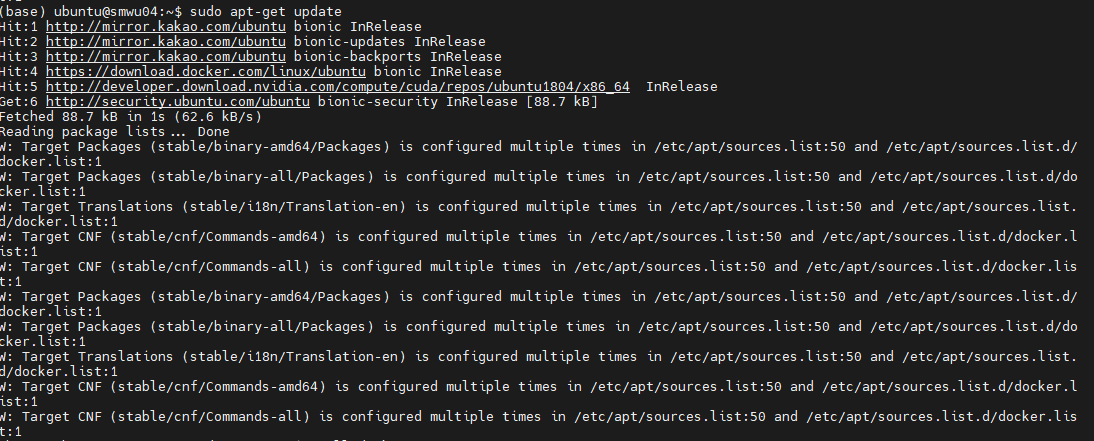 (base) ubuntu@smwu04:~$ sudo apt-get update
Hit:1 http://mirror.kakao.com/ubuntu bionic InRelease
Hit:2 http://mirror.kakao.com/ubuntu bionic-updates InRelease
Hit:3 http://mirror.kakao.com/ubuntu bionic-backports InRelease
Hit:4 https://download.docker.com/linux/ubuntu bionic InRelease
Hit:5 http://developer.download.nvidia.com/compute/cuda/repos/ubuntu1804/x86_64  InRelease
Get:6 http://security.ubuntu.com/ubuntu bionic-security InRelease [88.7 kB]
Fetched 88.7 kB in 1s (62.6 kB/s)
Reading package lists... Done
W: Target Packages (stable/binary-amd64/Packages) is configured multiple times in /etc/apt/sources.list:50 and /etc/apt/sources.list.d/
docker.list:1
W: Target Packages (stable/binary-all/Packages) is configured multiple times in /etc/apt/sources.list:50 and /etc/apt/sources.list.d/do
cker.list:1
W: Target Translations (stable/i18n/Translation-en) is configured multiple times in /etc/apt/sources.list:50 and /etc/apt/sources.list.
d/docker.list:1
W: Target CNF (stable/cnf/Commands-amd64) is configured multiple times in /etc/apt/sources.list:50 and /etc/apt/sources.list.d/docker.l
ist:1
W: Target CNF (stable/cnf/Commands-all) is configured multiple times in /etc/apt/sources.list:50 and /etc/apt/sources.list.d/docker.lis
t:1
W: Target Packages (stable/binary-amd64/Packages) is configured multiple times in /etc/apt/sources.list:50 and /etc/apt/sources.list.d/
docker.list:1
W: Target Packages (stable/binary-all/Packages) is configured multiple times in /etc/apt/sources.list:50 and /etc/apt/sources.list.d/do
cker.list:1
W: Target Translations (stable/i18n/Translation-en) is configured multiple times in /etc/apt/sources.list:50 and /etc/apt/sources.list.
d/docker.list:1
W: Target CNF (stable/cnf/Commands-amd64) is configured multiple times in /etc/apt/sources.list:50 and /etc/apt/sources.list.d/docker.l
ist:1
W: Target CNF (stable/cnf/Commands-all) is configured multiple times in /etc/apt/sources.list:50 and /etc/apt/sources.list.d/docker.lis
t:1